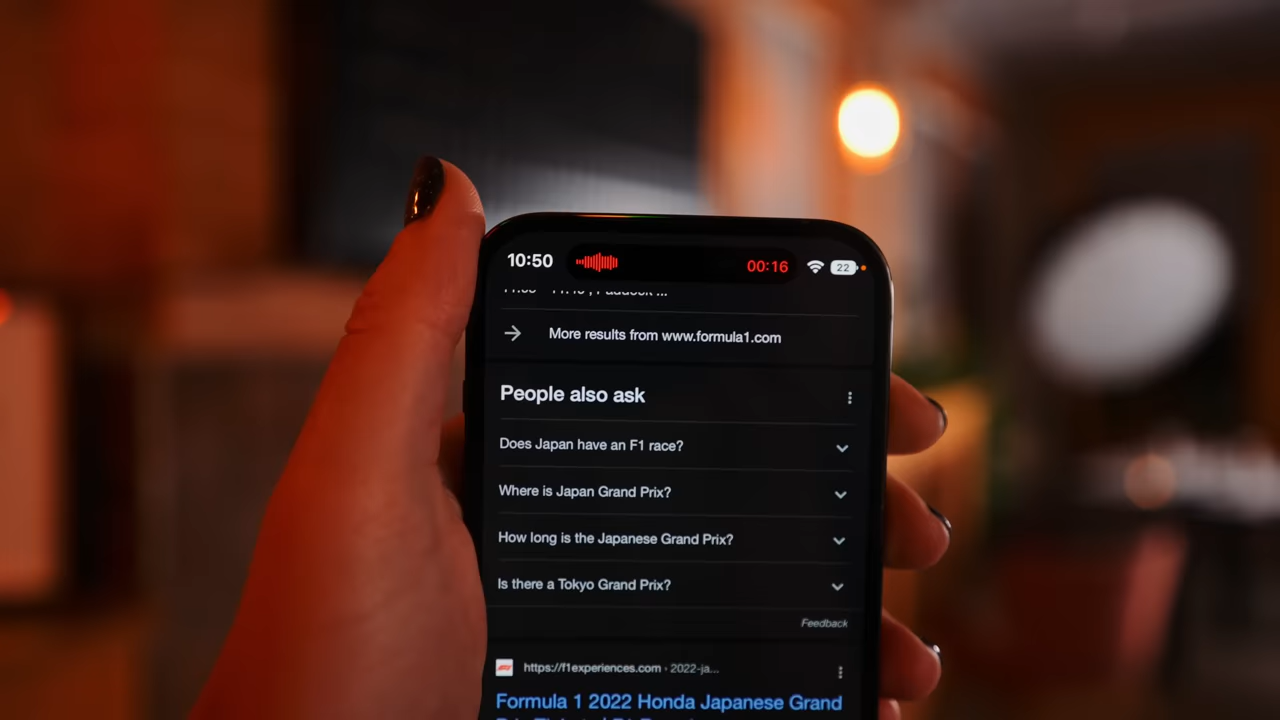 10:50
00:16
22
More results from www.formula1.com
People also ask
Does Japan have an F1 race?
Where is Japan Grand Prix?
How long is the Japanese Grand Prix?
Is there a Tokyo Grand Prix?
Feedback
https://f1experiences.com › 2022-ja...
Formula 1 2022 Honda Japanese Grand